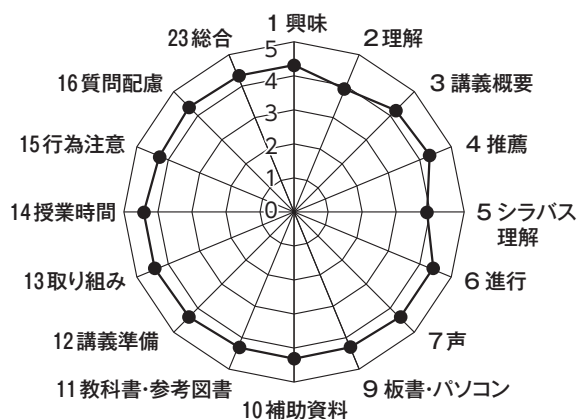 1 興味
2 理解
3 講義概要
4 推薦
5 シラバス
理解
6 進行
7 声
9 板書・パソコン
10 補助資料
11 教科書・参考図書
12 講義準備
13 取り組み
14 授業時間
15 行為注意
16 質問配慮
23 総合
5
4
3
2
1
0